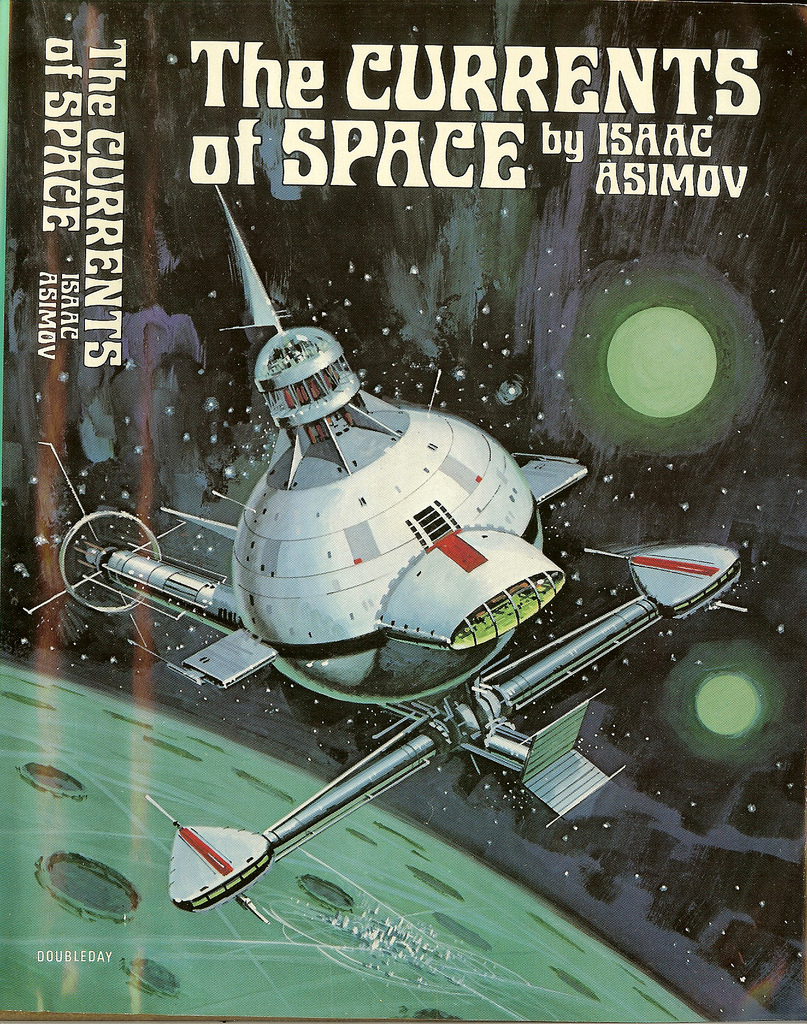 The CURRENTS
of SPACE by ISAAC
ASIMOV
The CURRENTS
of SPACE
ISAAC
ASIMOV
DOUBLEDAY